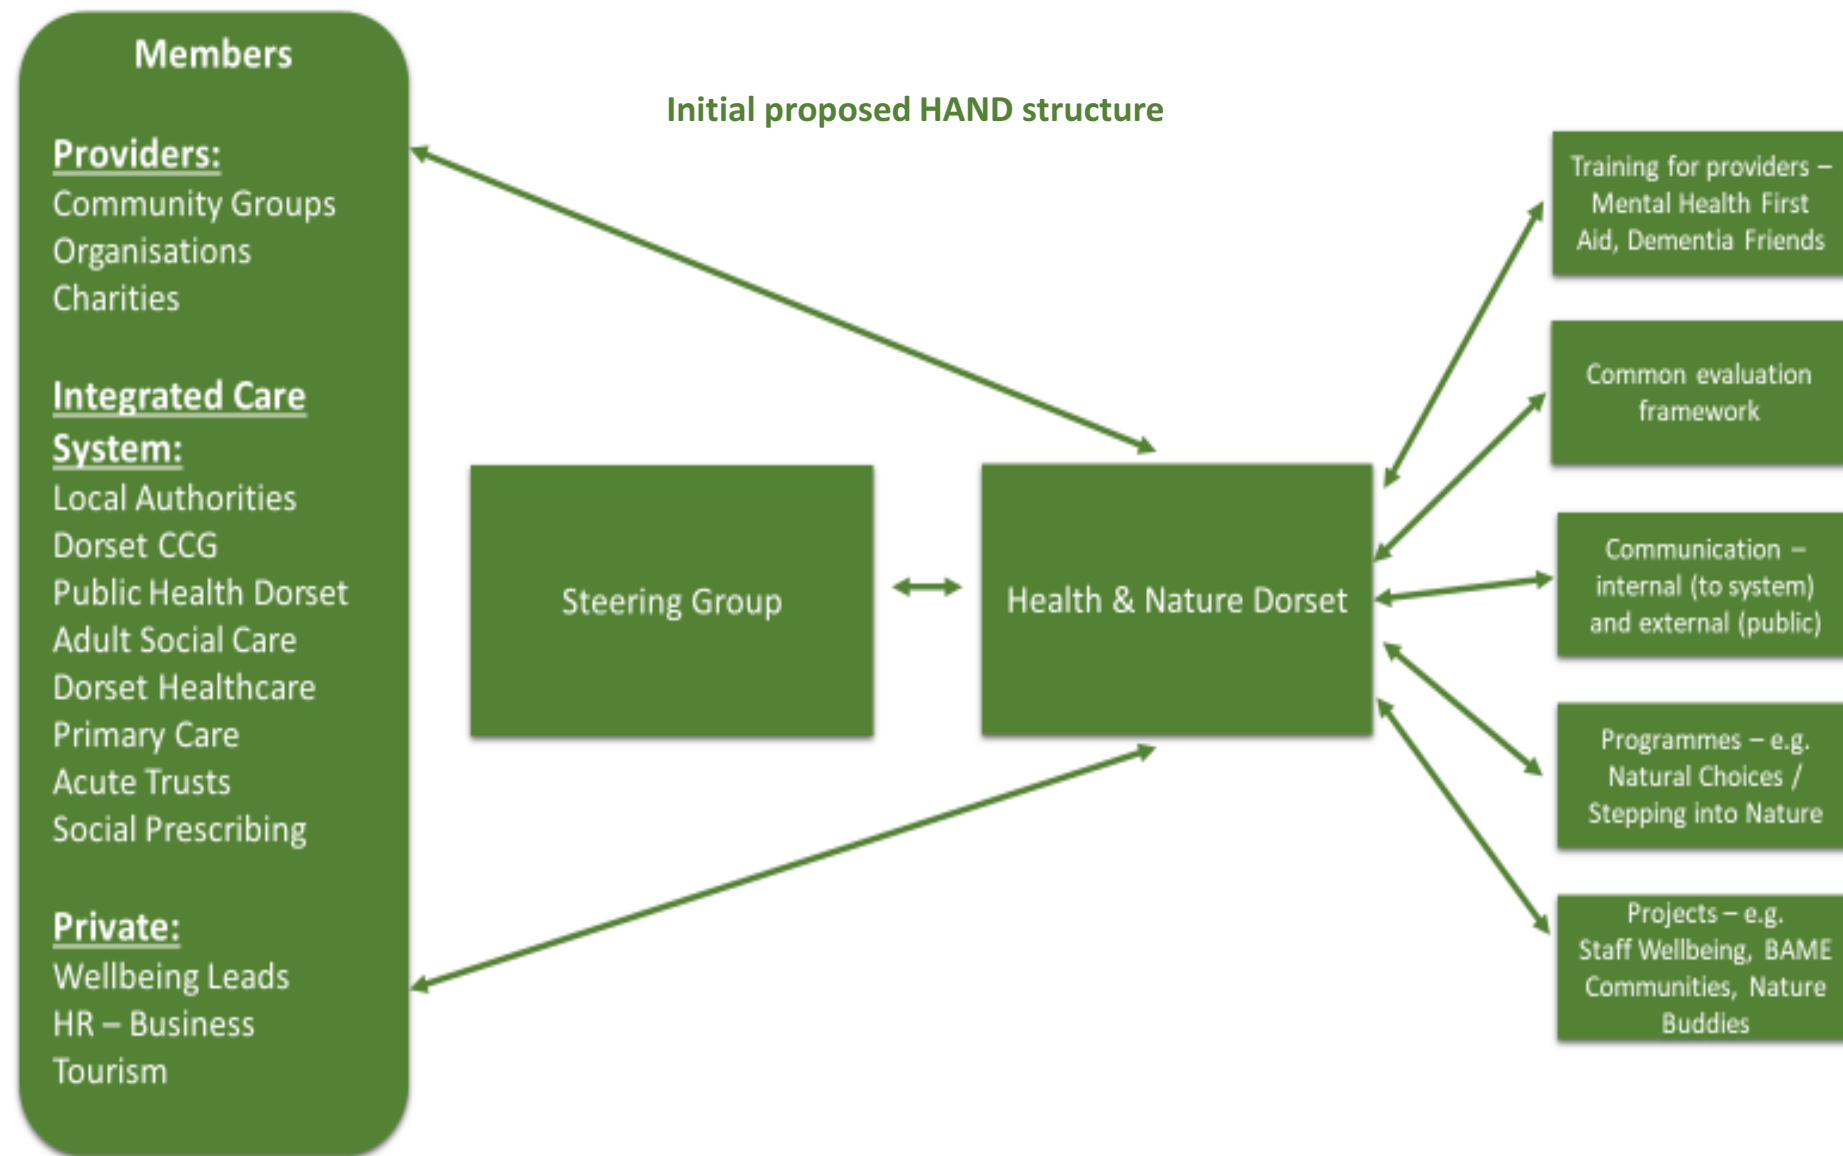 Members
Providers:
Community Groups
Organisations
Charities
Integrated Care
System:
Local Authorities
Dorset CCG
Public Health Dorset
Adult Social Care
Dorset Healthcare
Primary Care
Acute Trusts
Social Prescribing
Private:
Wellbeing Leads
HR – Business
Tourism
Initial proposed HAND structure
Steering Group
Health & Nature Dorset
Training for providers –
Mental Health First
Aid, Dementia Friends
Common evaluation
framework
Communication –
internal (to system)
and external (public)
Programmes – e.g.
Natural Choices /
Stepping into Nature
Projects – e.g.
Staff Wellbeing, BAME
Communities, Nature
Buddies